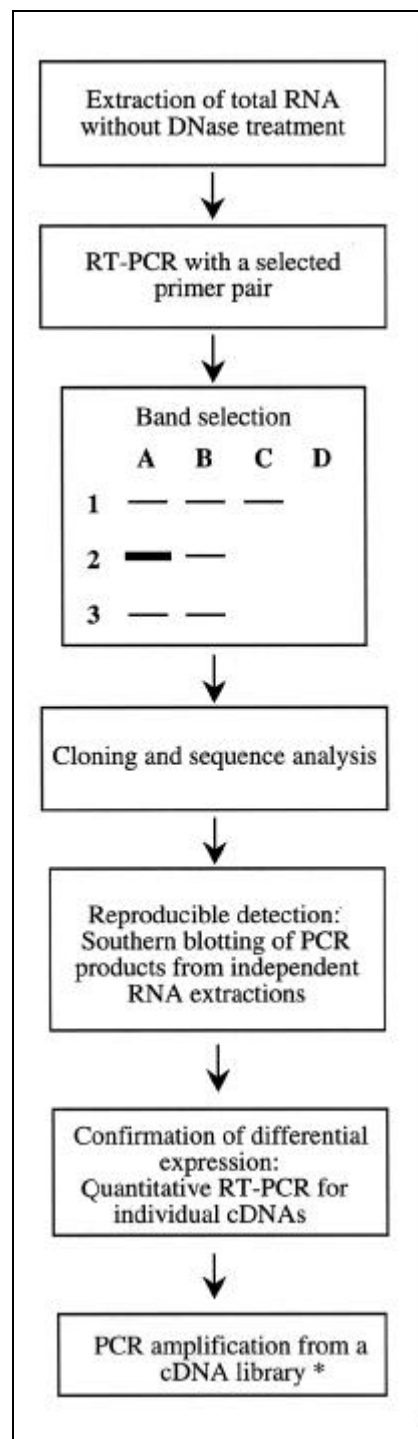 Extraction of total RNA
without DNase treatment
RT-PCR with a selected
primer pair
Band selection
A B C D
1
2
3
Cloning and sequence analysis
Reproducible detection:
Southern blotting of PCR
products from independent
RNA extractions
Confirmation of differential
expression:
Quantitative RT-PCR for
individual cDNAs
PCR amplification from a
cDNA library *